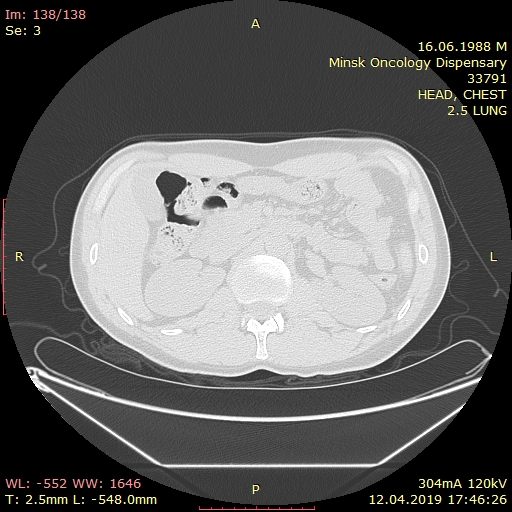 Im: 138/138
Se: 3
A
16.06.1988 M
Minsk Oncology Dispensary
33791
HEAD, CHEST
2.5 LUNG
R
L
WL: -552 WW: 1646
T: 2.5mm L: -548.0mm
P
304mA 120kV
12.04.2019 17:46:26